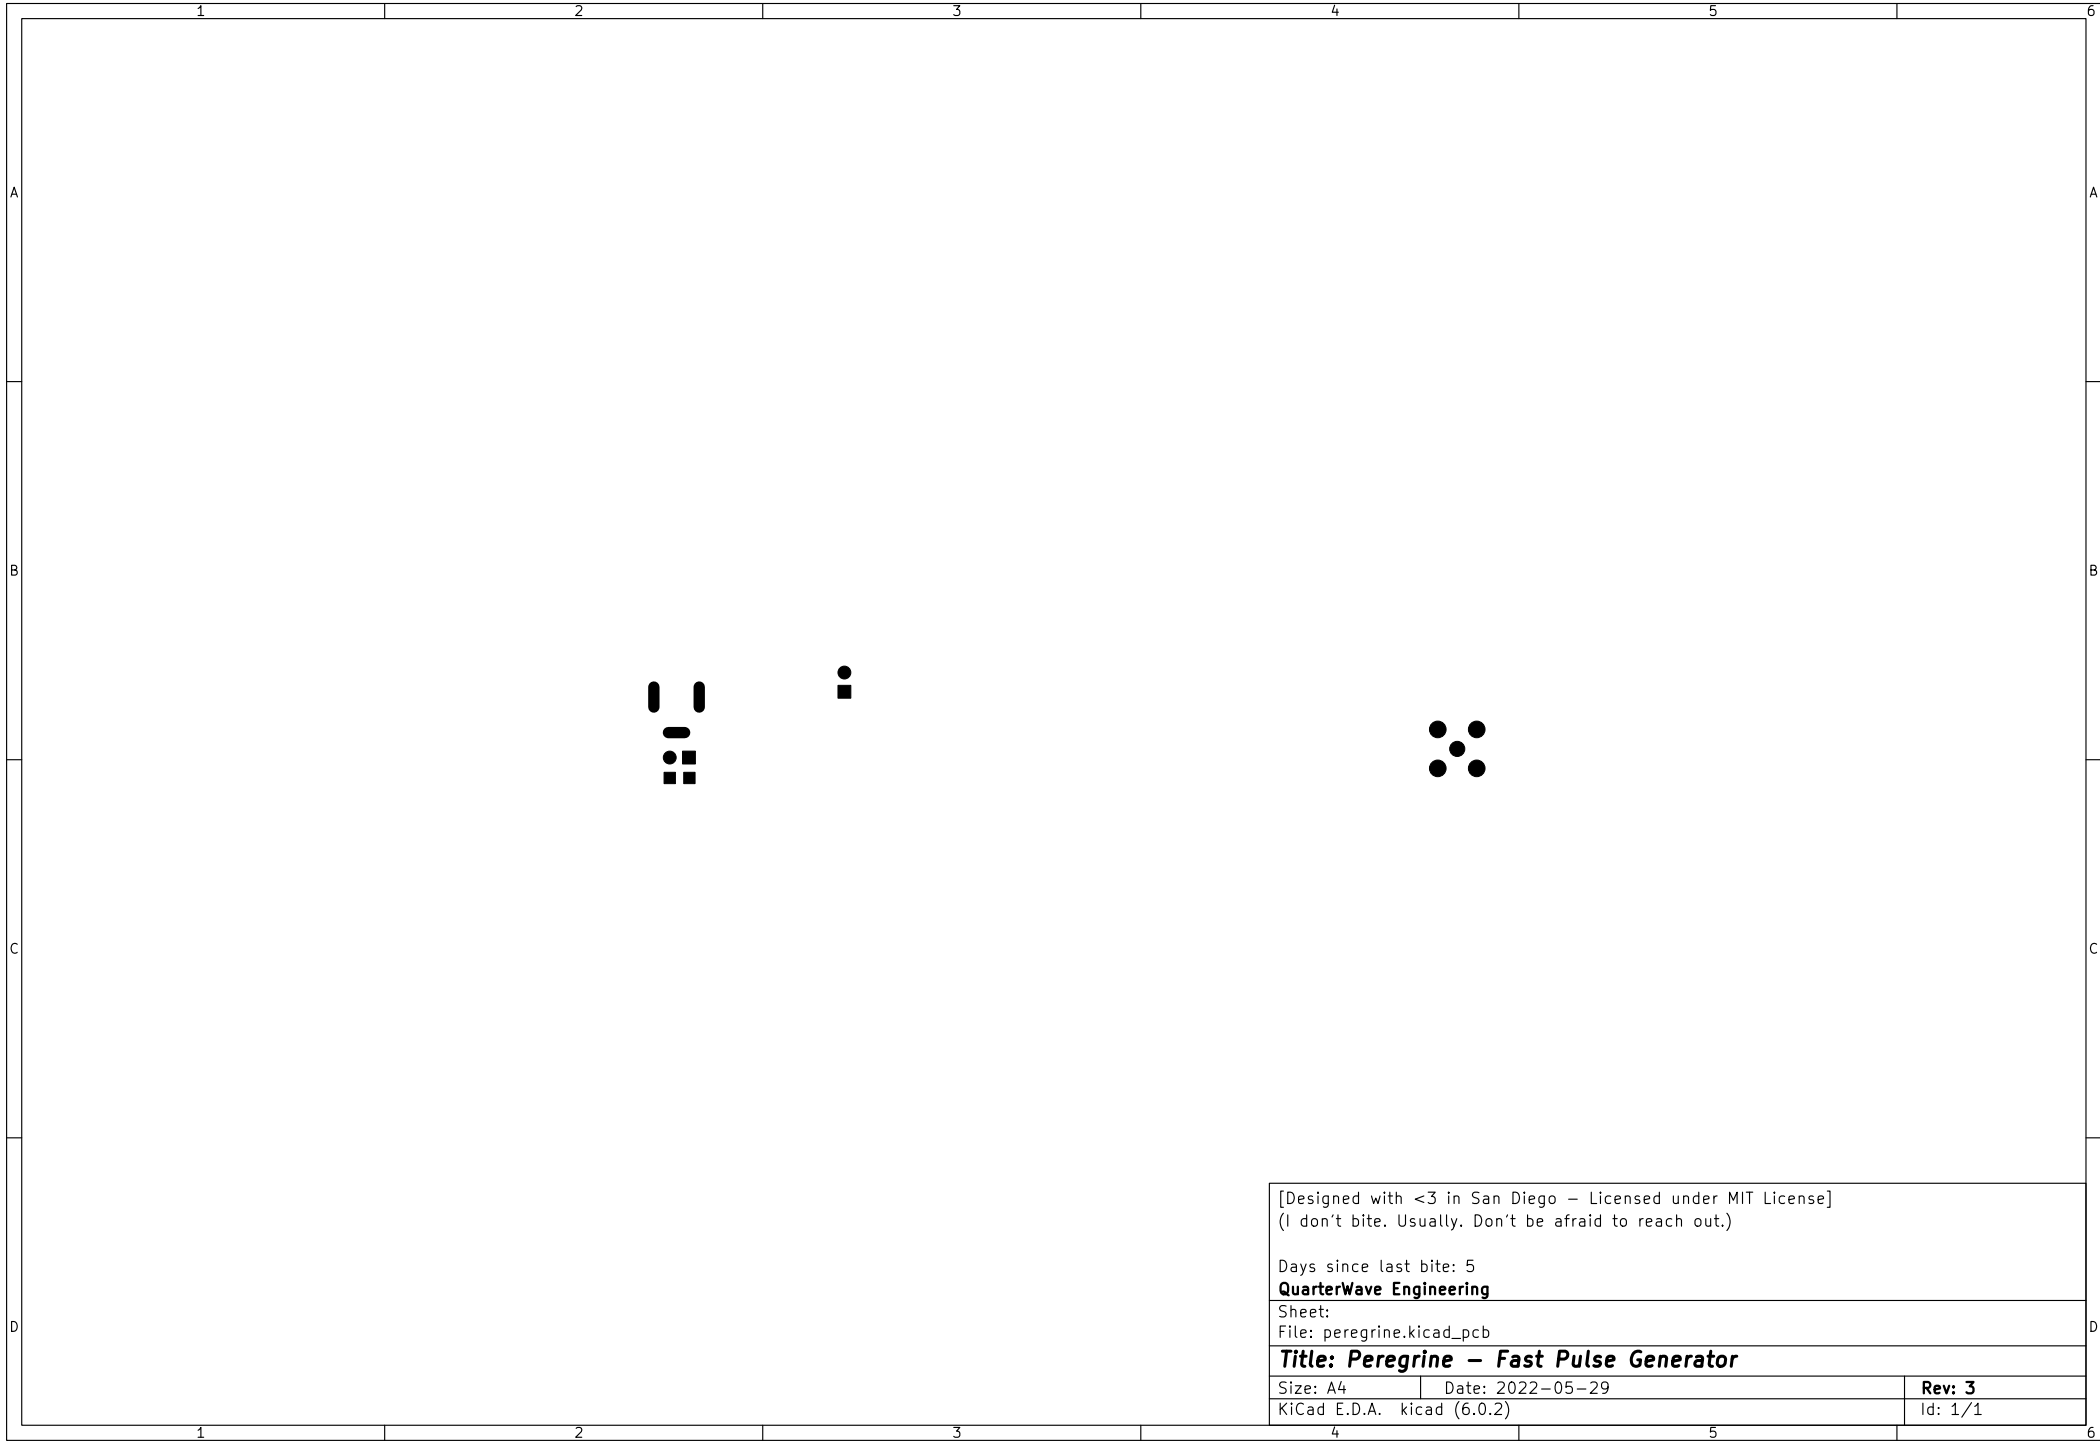 1 2 3 4 5 6
A A
B B
C C
[Designed with <3 in San Diego – Licensed under MIT License]
(I don't bite. Usually. Don't be afraid to reach out.)
Days since last bite: 5
QuarterWave Engineering
Sheet:
D D
File: peregrine.kicad_pcb
Title: Peregrine – Fast Pulse Generator
Size: A4 Date: 2022–05–29 Rev: 3
KiCad E.D.A. kicad (6.0.2) Id: 1/1
1 2 3 4 5 6